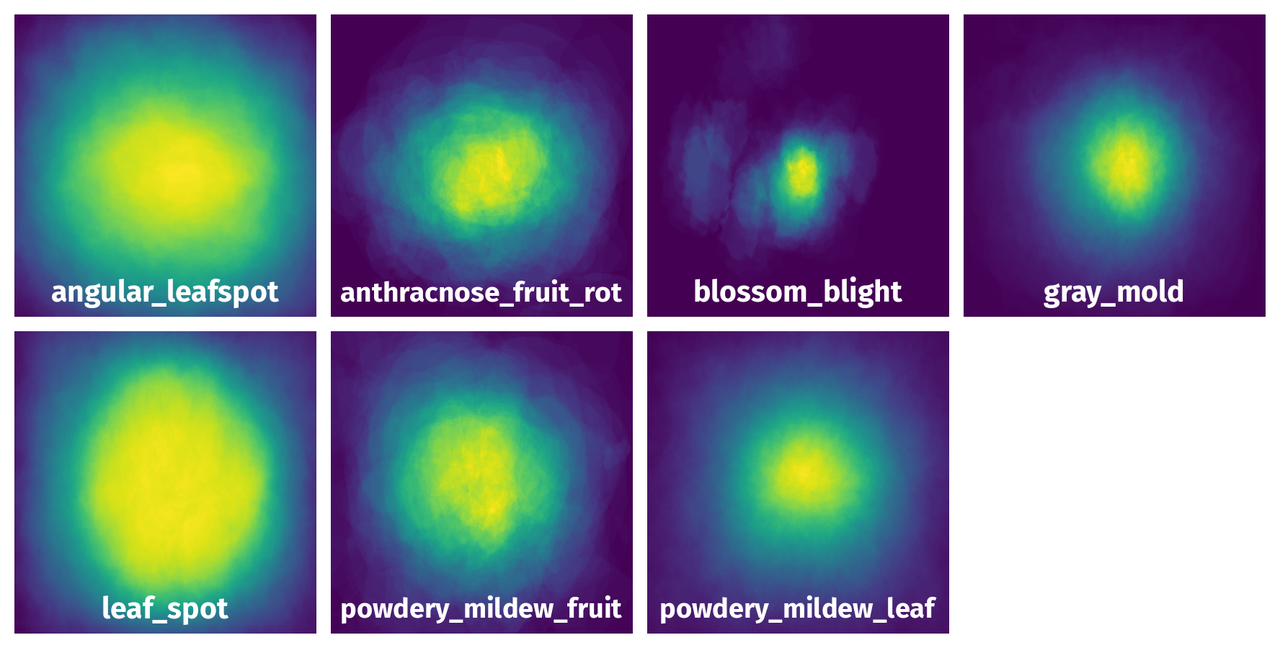 angular_leafspot
anthracnose_fruit_rot
blossom_blight
gray_mold
leaf_spot
powdery_mildew_fruit
powdery_mildew_leaf